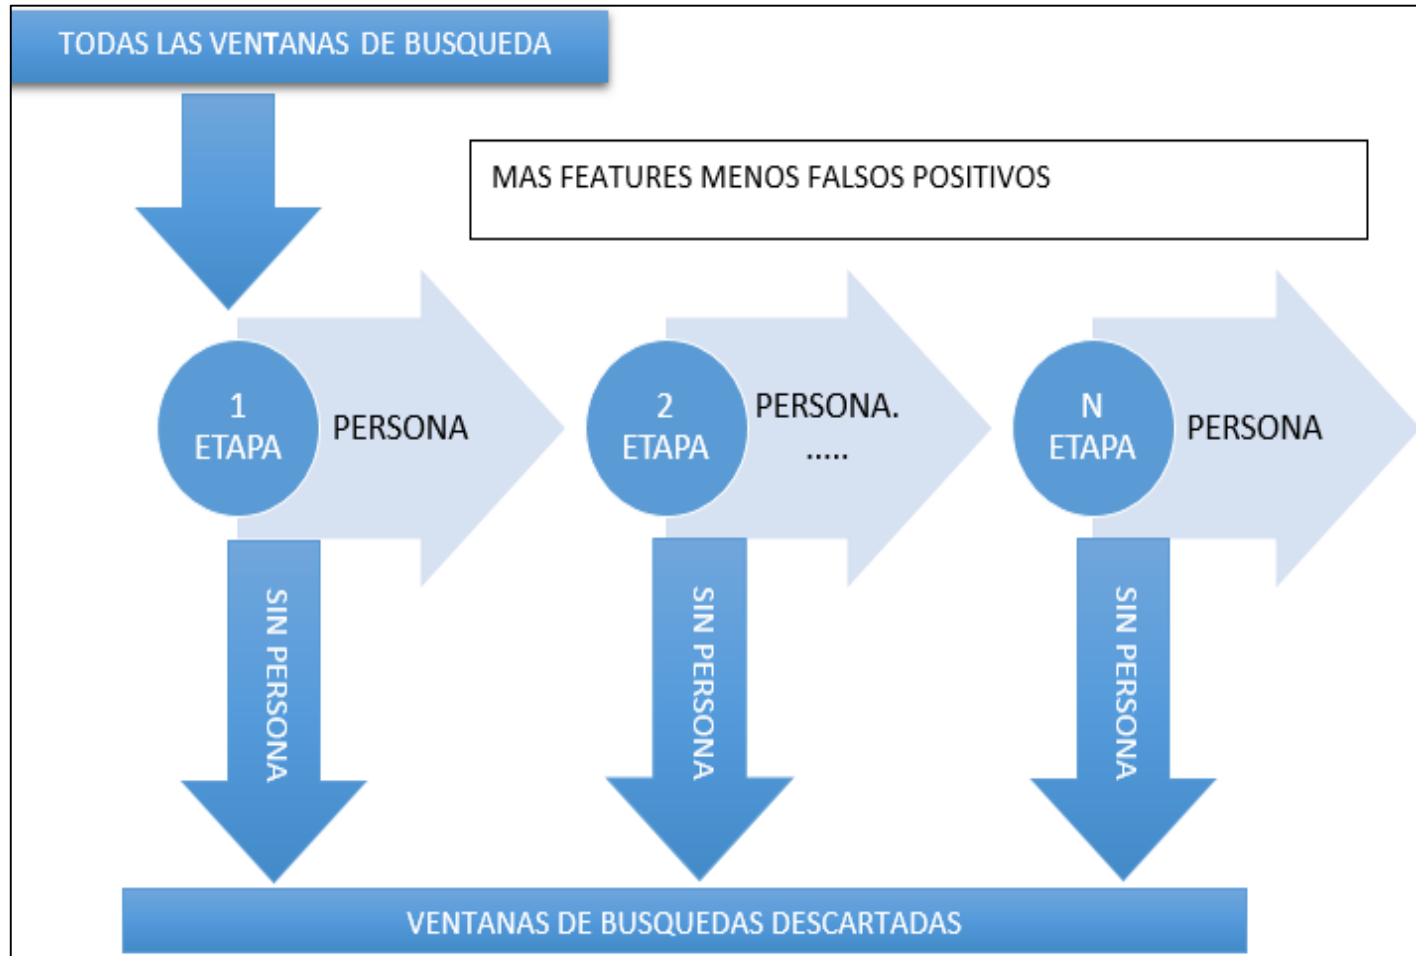 TODAS LAS VENTANAS DE BUSQUEDA
MAS FEATURES MENOS FALSOS POSITIVOS
1
ETAPA
PERSONA
2
ETAPA
PERSONA.
.....
N
ETAPA
PERSONA
SIN PERSONA
SIN PERSONA
SIN PERSONA
VENTANAS DE BUSQUEDAS DESCARTADAS